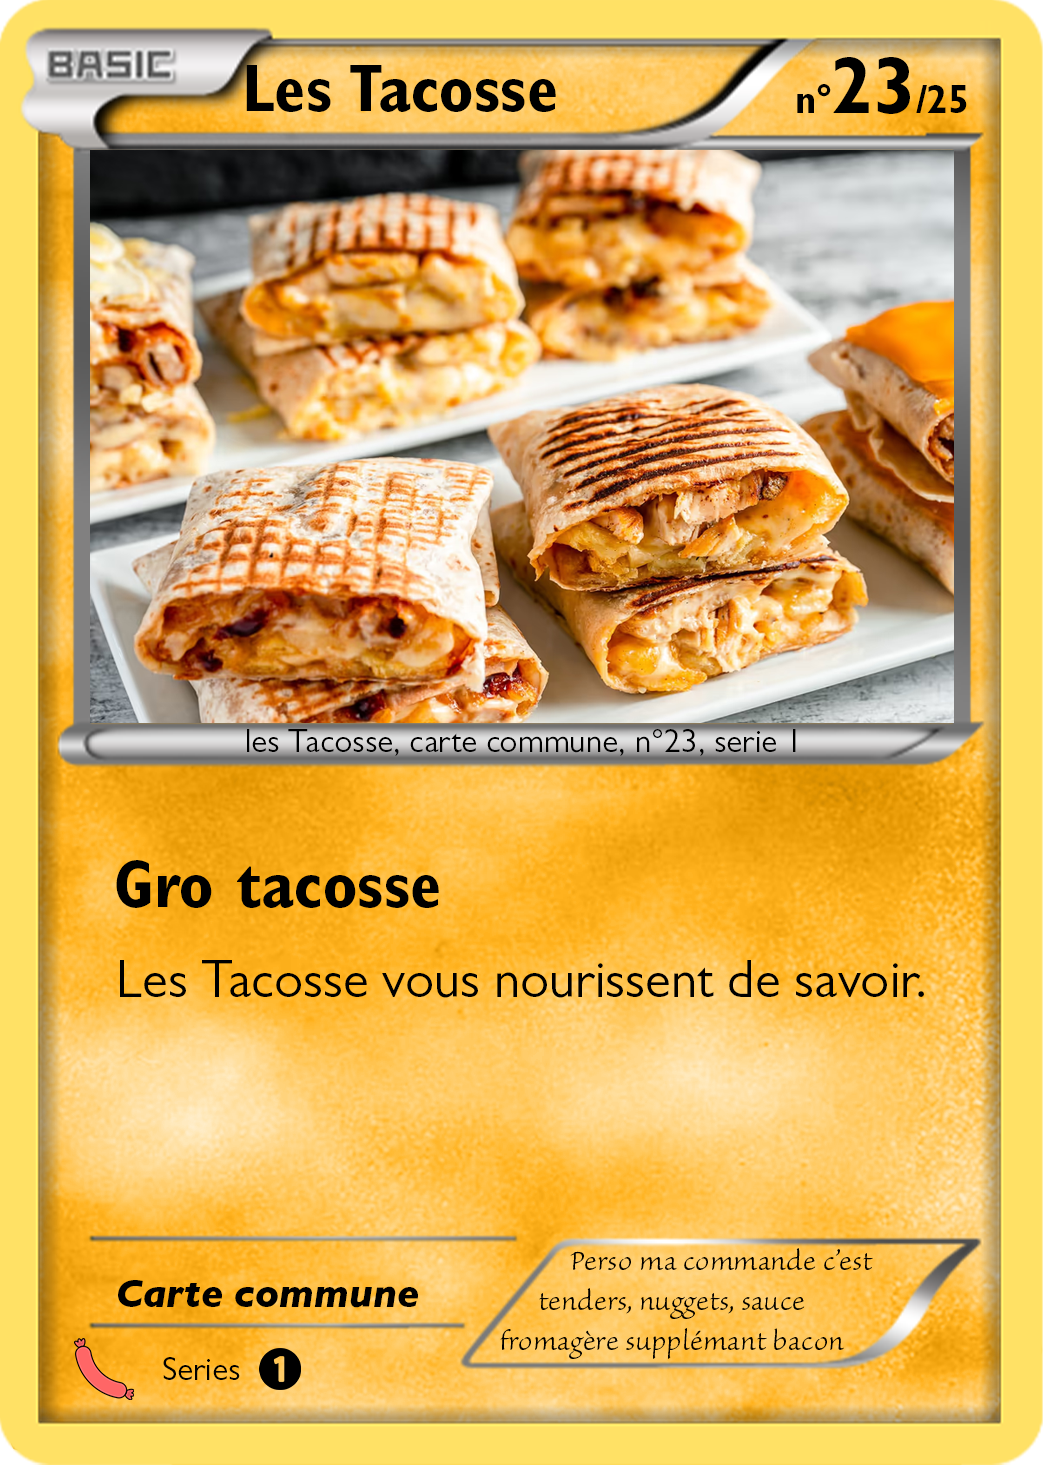 BASIC
Les Tacosse
n°23/25
les Tacosse, carte commune, n°23, serie 1
Gro tacosse
Les Tacosse vous nourissent de savoir.
Carte commune
Perso ma commande c'est
tenders, nuggets, sauce
fromagère supplémant bacon
Series 1